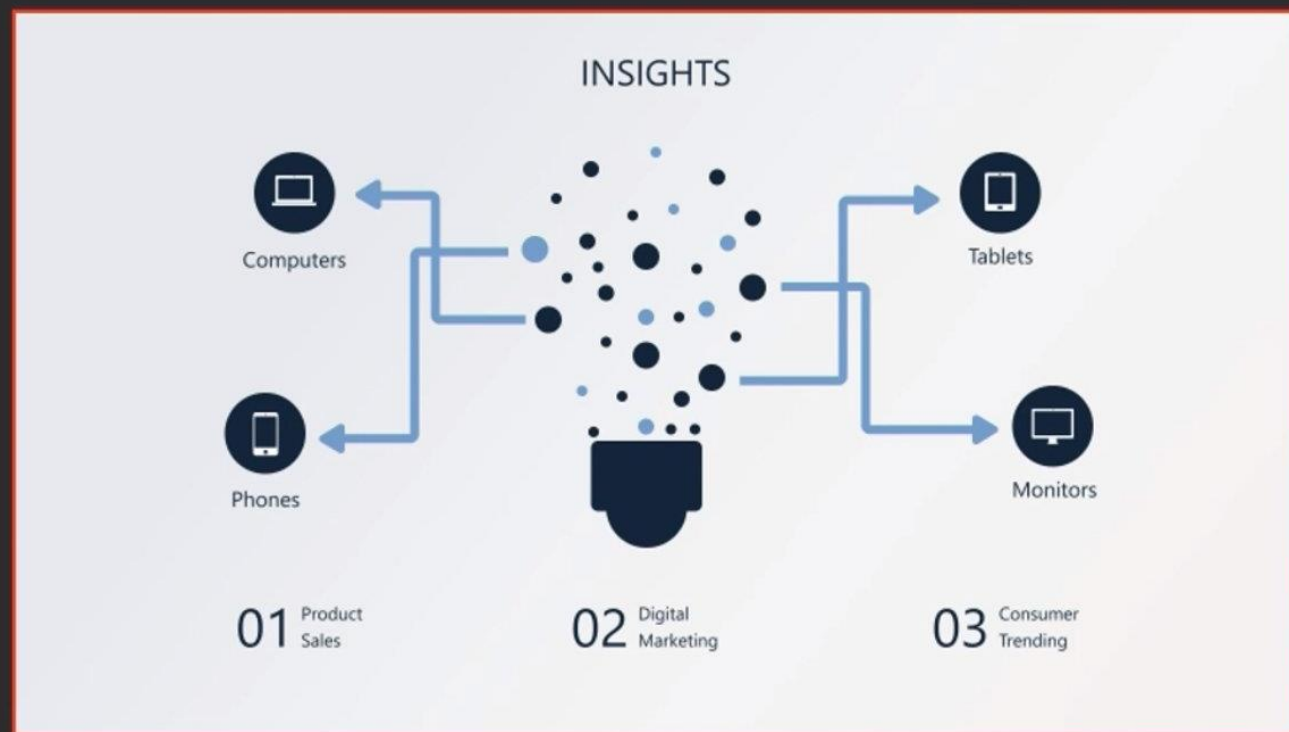 INSIGHTS
Computers
Tablets
Phones
Monitors
01 Product
Sales
02 Digital
Marketing
03 Consumer
Trending